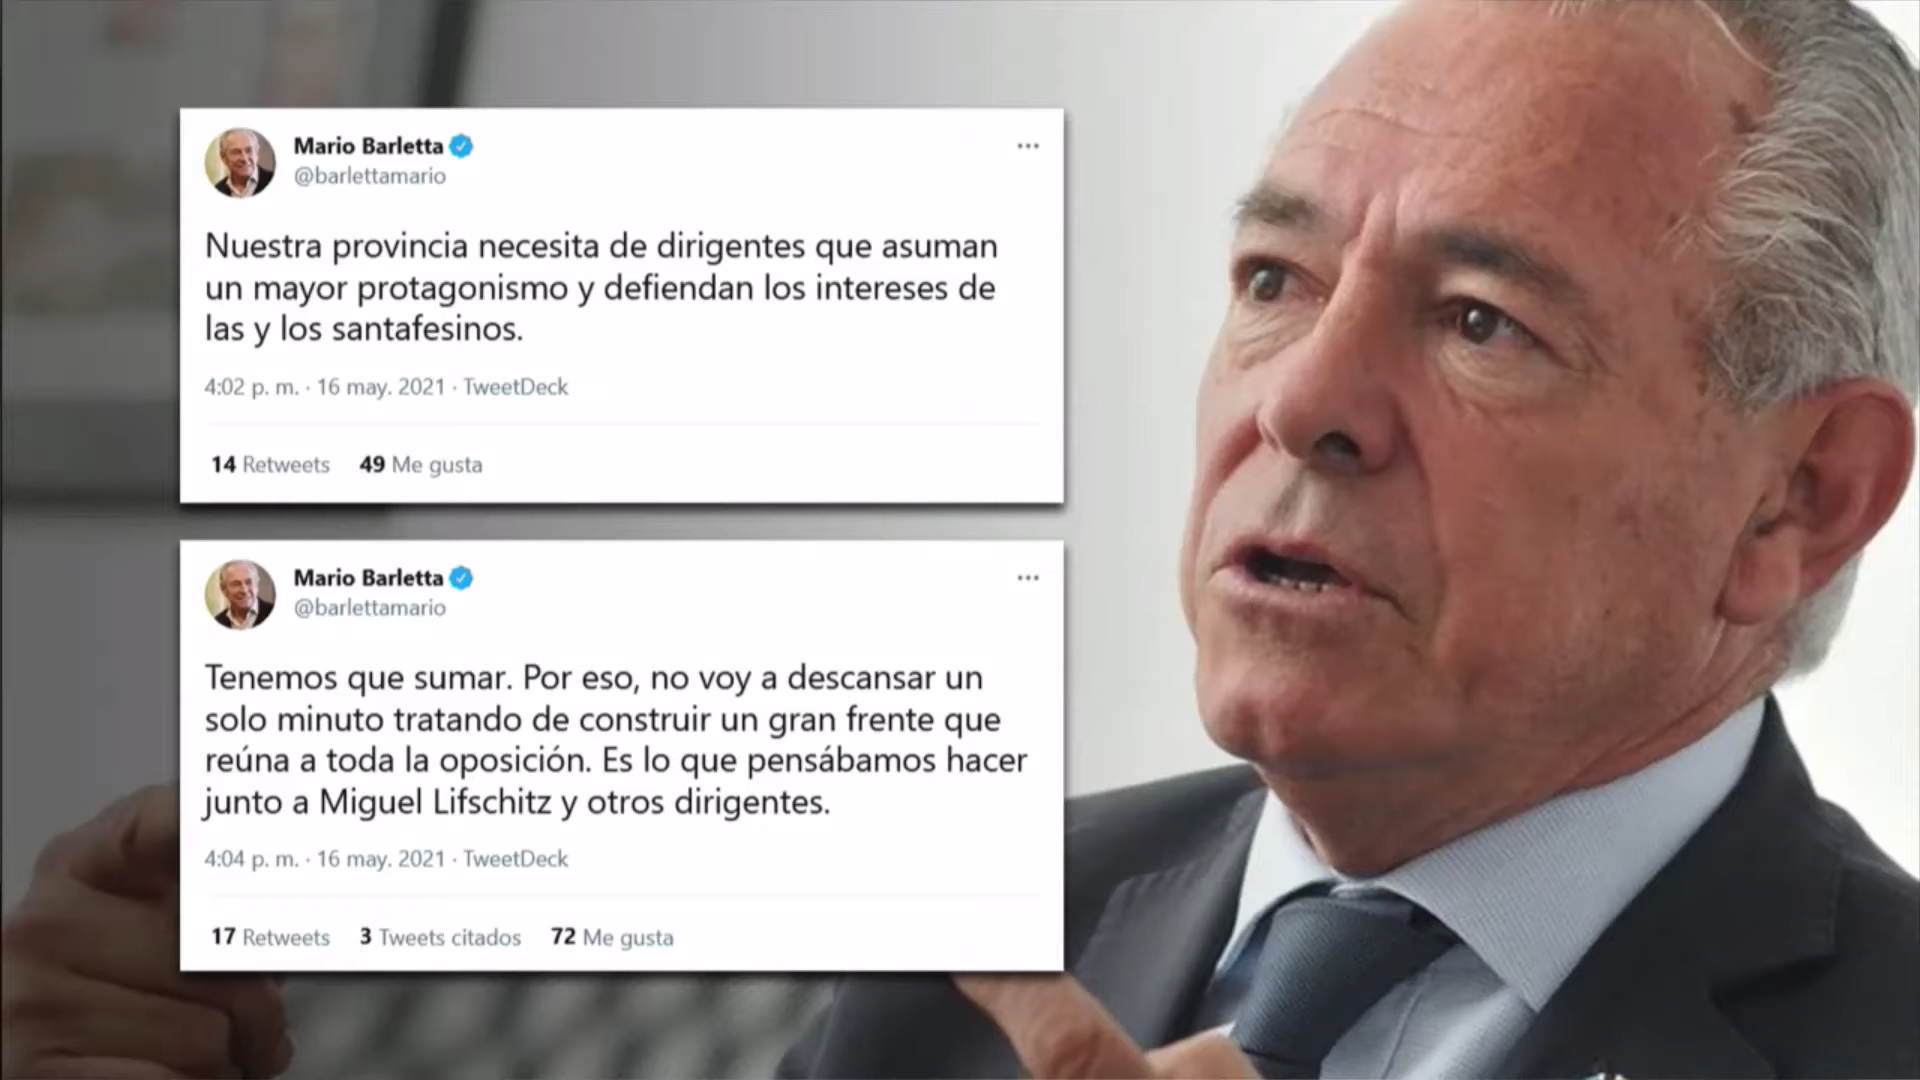 Mario Barletta
@barlettamario
Nuestra provincia necesita de dirigentes que asuman
un mayor protagonismo y defiendan los intereses de
las y los santafesinos.
4:02 p. m. · 16 may. 2021 · TweetDeck
14 Retweets 49 Me gusta
Mario Barletta
@barlettamario
Tenemos que sumar. Por eso, no voy a descansar un
solo minuto tratando de construir un gran frente que
reúna a toda la oposición. Es lo que pensábamos hacer
junto a Miguel Lifschitz y otros dirigentes.
4:04 p. m. · 16 may. 2021 · TweetDeck
17 Retweets 3 Tweets citados 72 Me gusta